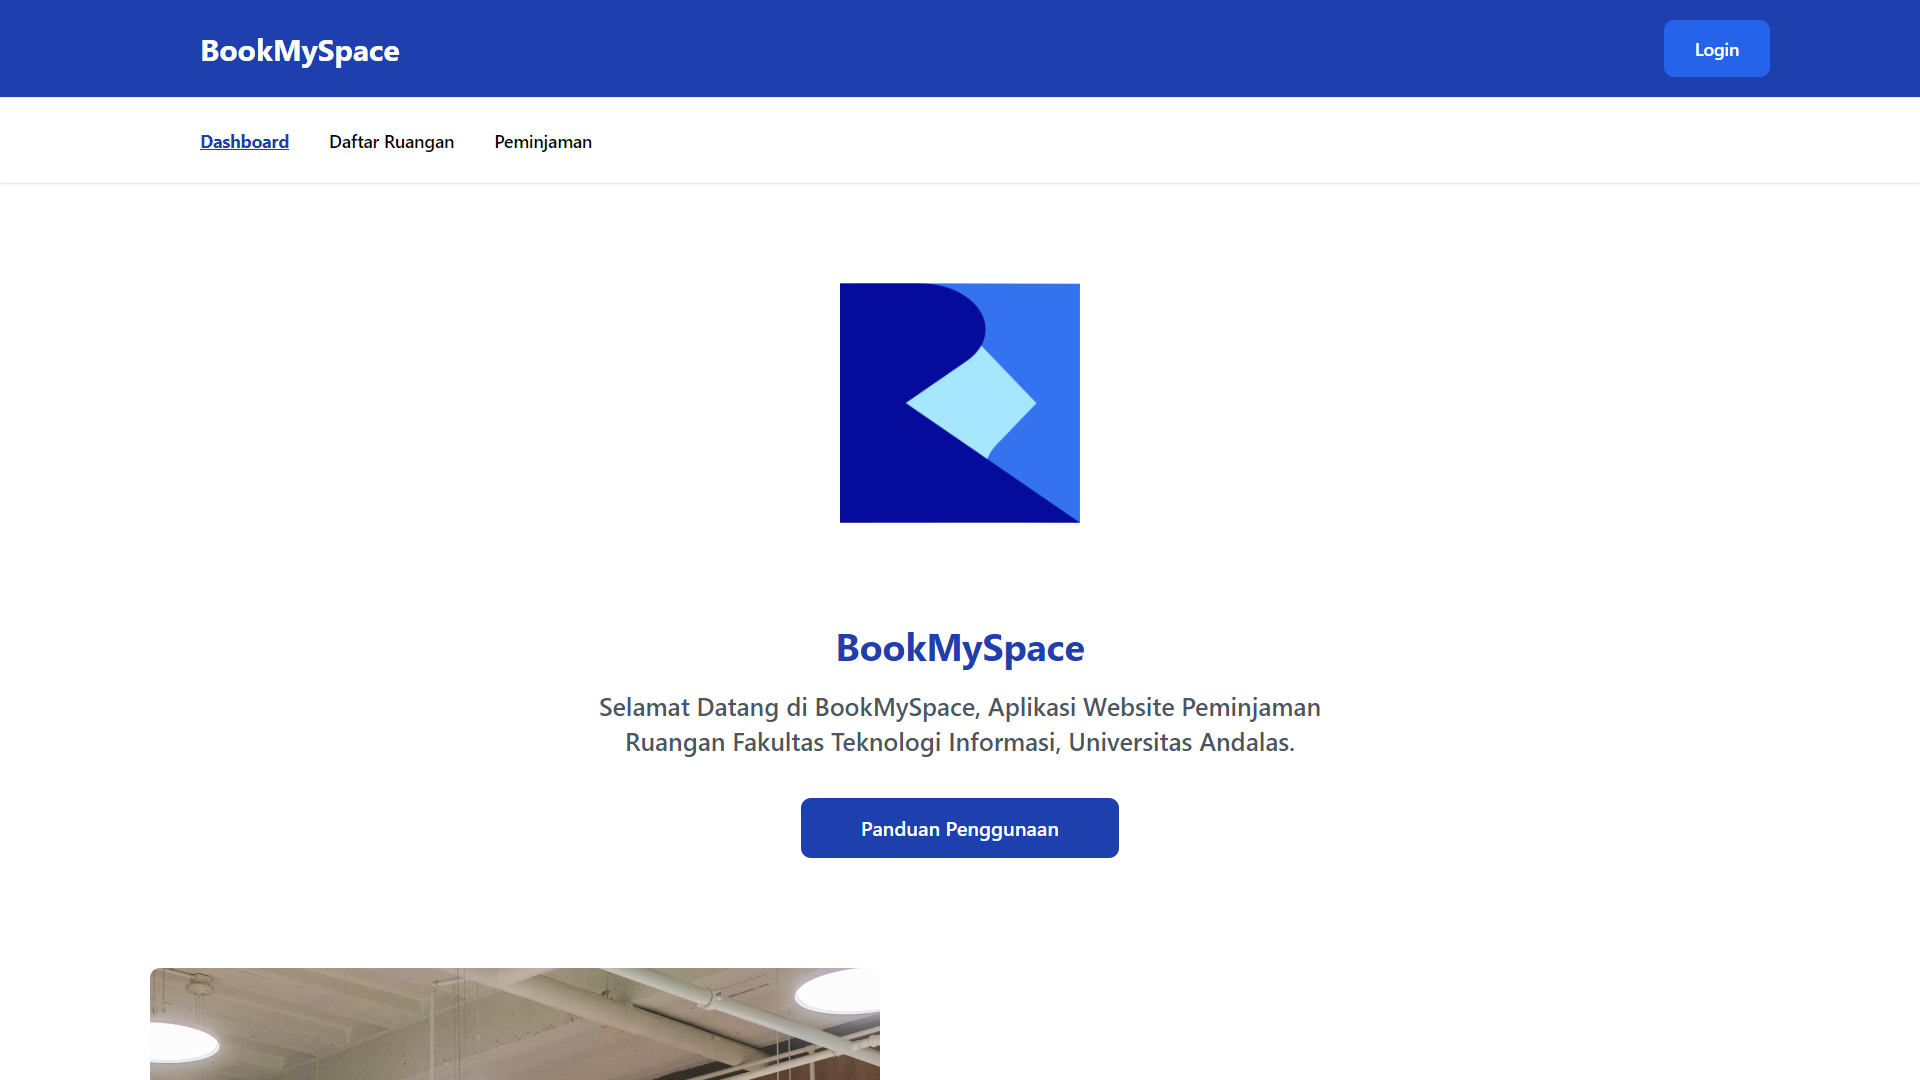 BookMySpace
Login
Dashboard
Daftar Ruangan
Peminjaman
BookMySpace
Selamat Datang di BookMySpace, Aplikasi Website Peminjaman
Ruangan Fakultas Teknologi Informasi, Universitas Andalas.
Panduan Penggunaan